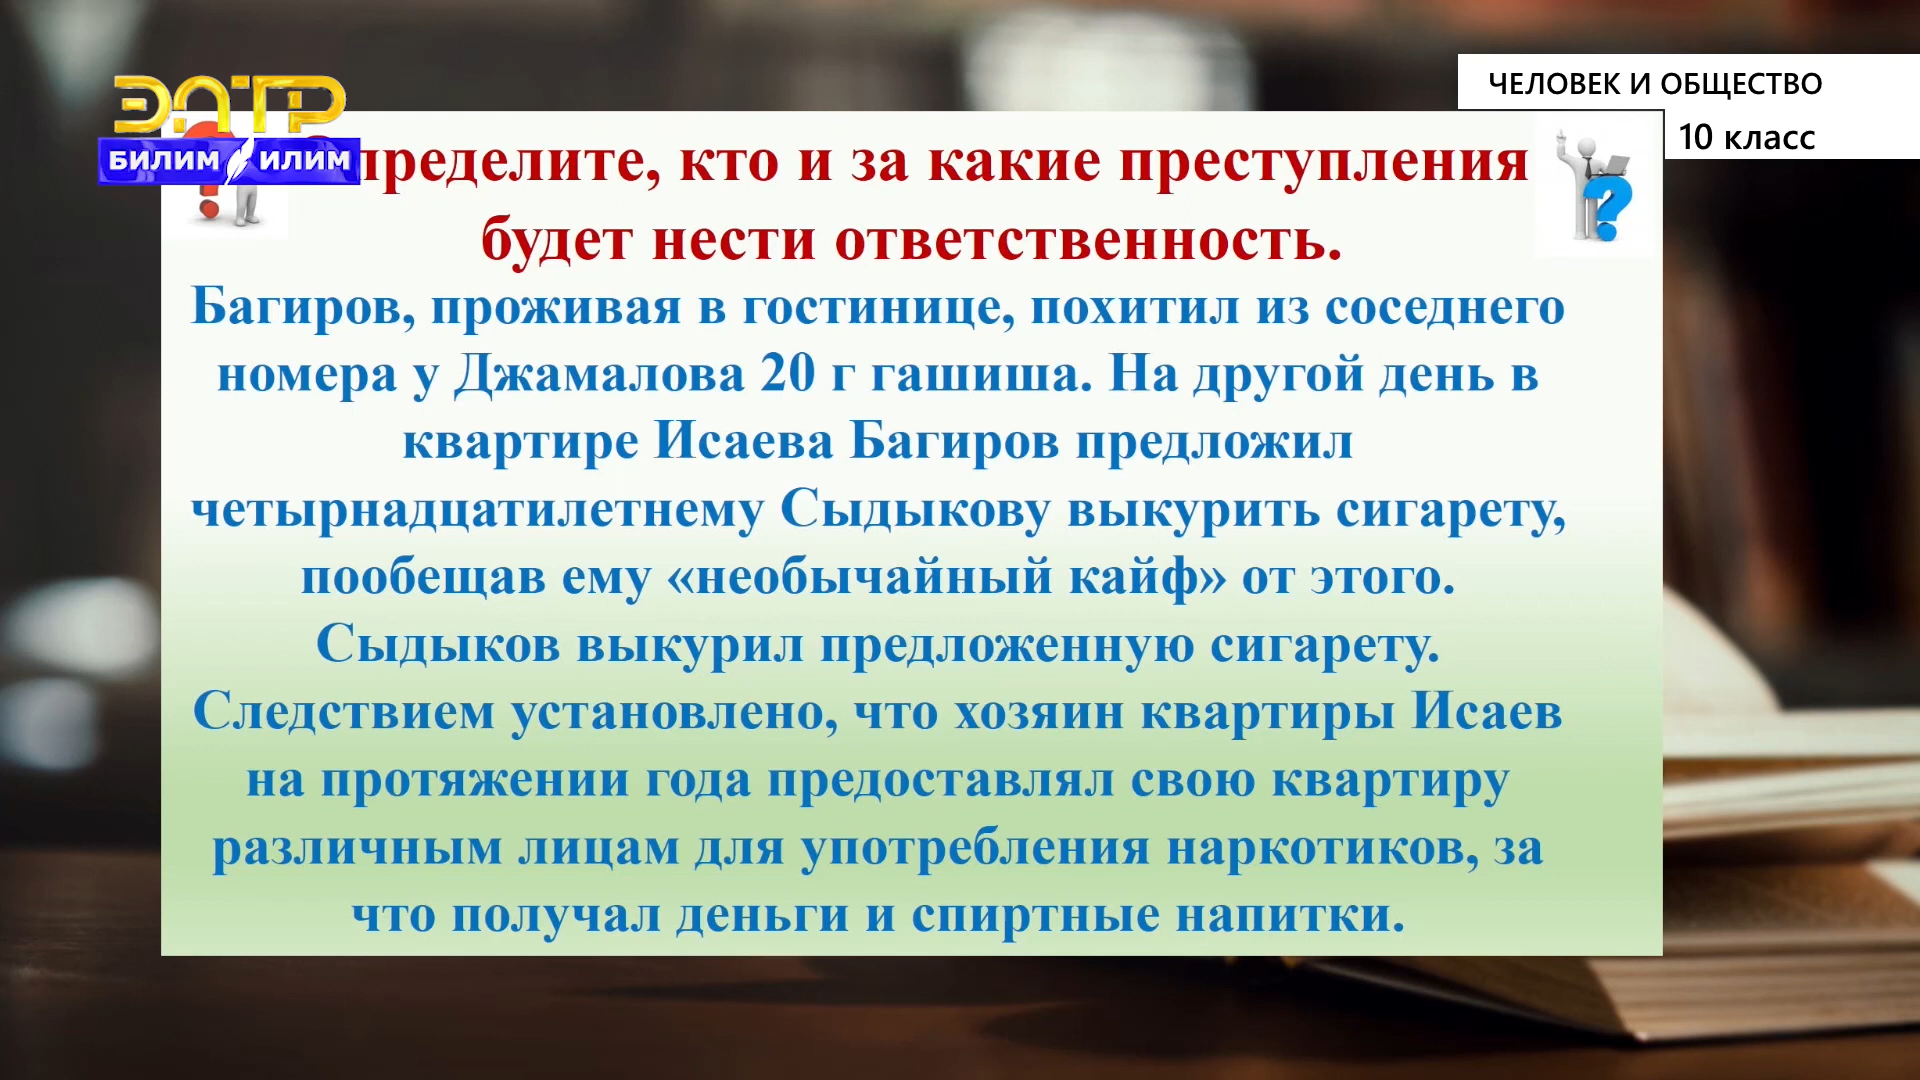 ЭЛТР
БИЛИМ ИЛИМ
ЧЕЛОВЕК И ОБЩЕСТВО
10 класс
пределите, кто и за какие преступления
будет нести ответственность.
Багиров, проживая в гостинице, похитил из соседнего
номера у Джамалова 20 г гашиша. На другой день в
квартире Исаева Багиров предложил
четырнадцатилетнему Сыдыкову выкурить сигарету,
пообещав ему «необычайный кайф» от этого.
Сыдыков выкурил предложенную сигарету.
Следствием установлено, что хозяин квартиры Исаев
на протяжении года предоставлял свою квартиру
различным лицам для употребления наркотиков, за
что получал деньги и спиртные напитки.